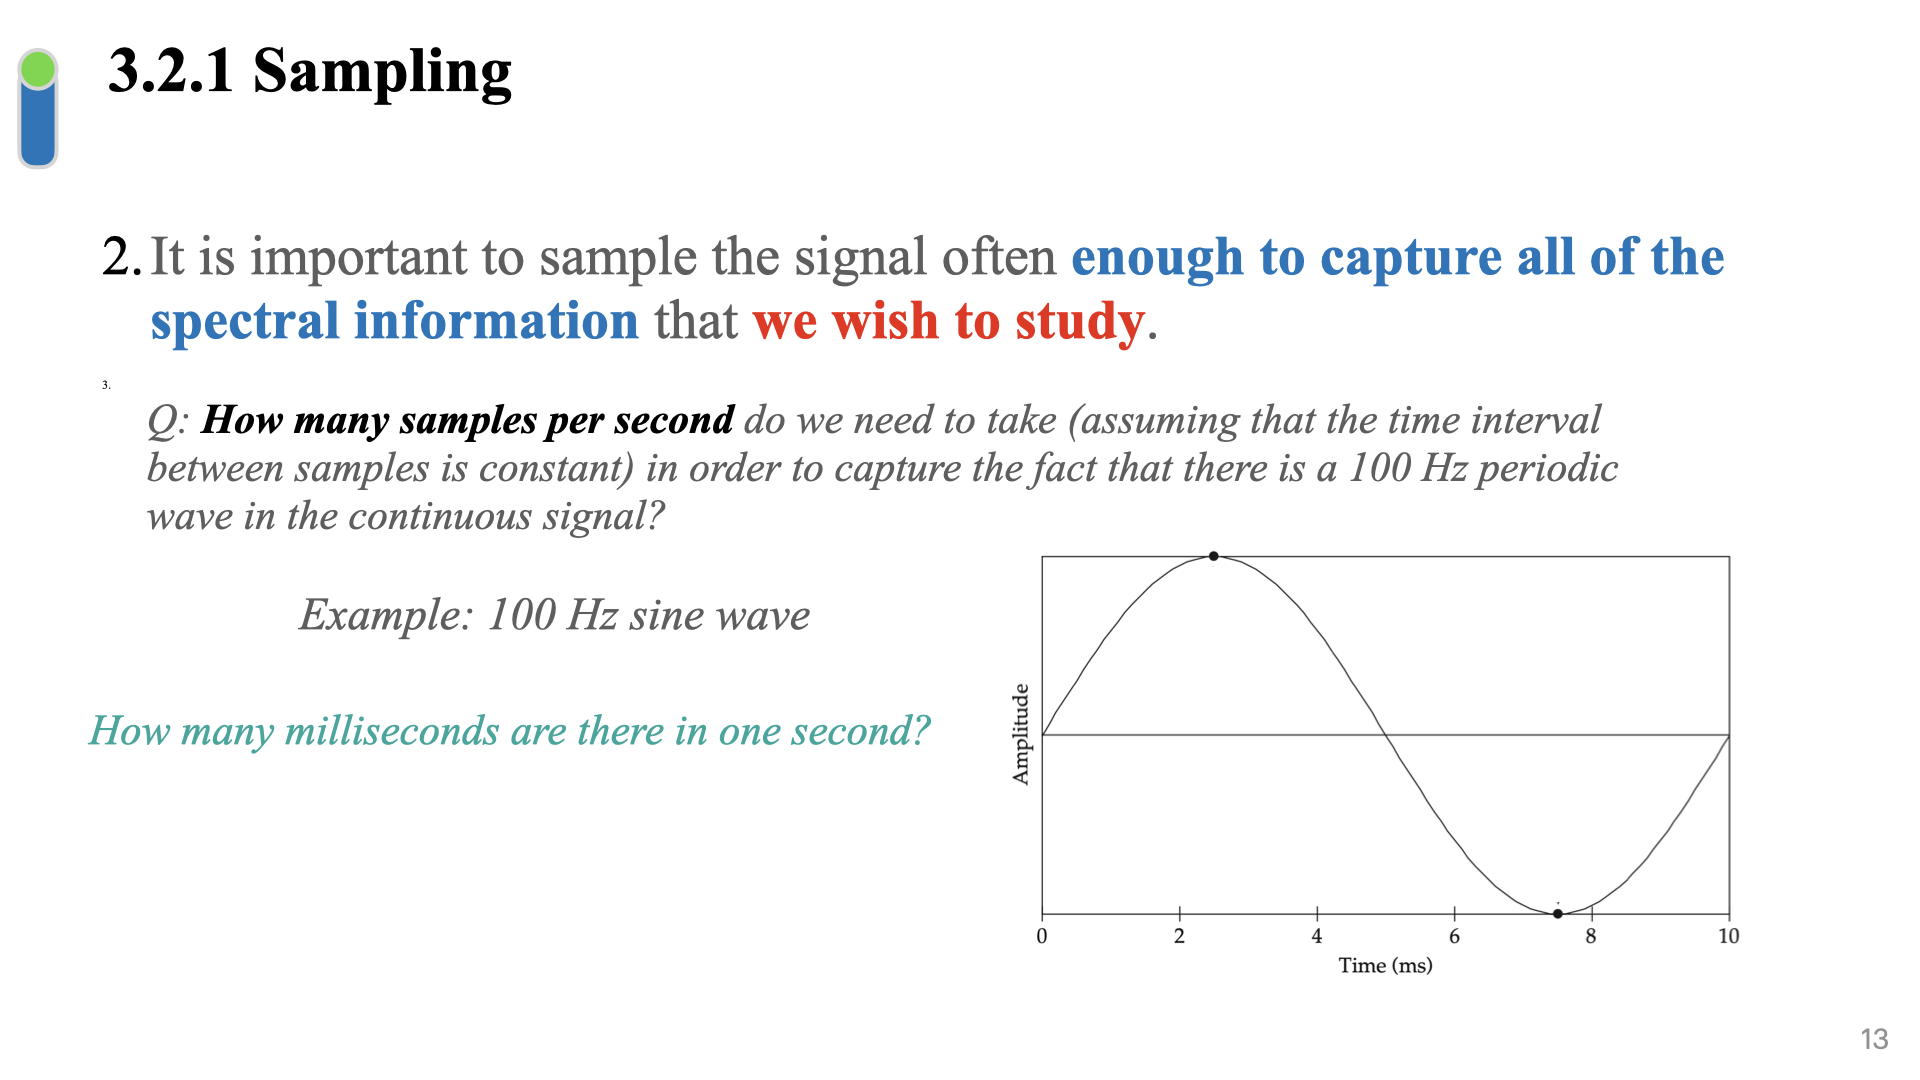 3.2.1 Sampling
2. It is important to sample the signal often enough to capture all of the
spectral information that we wish to study.
3.
Q: How many samples per second do we need to take (assuming that the time interval
between samples is constant) in order to capture the fact that there is a 100 Hz periodic
wave in the continuous signal?
Example: 100 Hz sine wave
How many milliseconds are there in one second?
Amplitude
0 2 4 6 8 10
Time (ms)
13